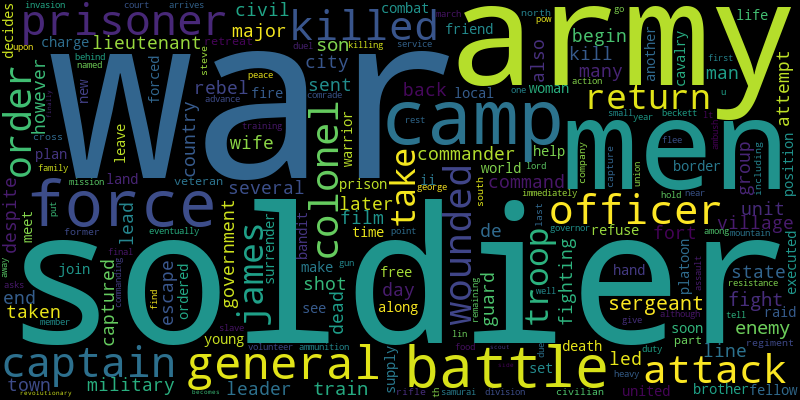 invasion
court
arrives
prisoner
civil
combat
march
pow
north
go
life
decides
upon
charge
lieutenant
retreat
major
killed
friend
begin
cavalry
army
war
behind
named
new
forced
rebel
son
city
duel
killing
service
kill
another
first
man
order
however
steve
peace
sent
back
local
woman
many
also
action
u
attempt
leave
country
advance
fire
comrade
one
camp
return
small
year
beckett
flee
cross
training
rest
men
plan
family
wife
warrior
commander
help
company
border
group
including
position
mission
land
prison
world
lord
capture
union
despite
veteran
several
colonel
george
ii
command
immediately
hold
near
force
later
take
south
officer
unit
village
meet
former
put
film
wounded
last
governor
among
mountain
lead
eventually
time
point
de
refuse
fort
soldier
government
james
surrender
bandit
troop
fighting
platoon
assault
executed
away
final
join
escape
ordered
make
gun
free
guard
well
hand
state
resistance
asks
commanding
captured
shot
see
day
remaining
tell
end
find
dead
along
sergeant
fight
raid
taken
member
slave
young
lin
give
although
soon
enemy
captain
volunteer
ammunition
food
death
due
duty
part
regiment
general
battle
supply
led
line
town
military
leader
train
set
heavy
attack
th
rifle
samurai
division
civilian
united
brother
fellow
revolutionary
becomes